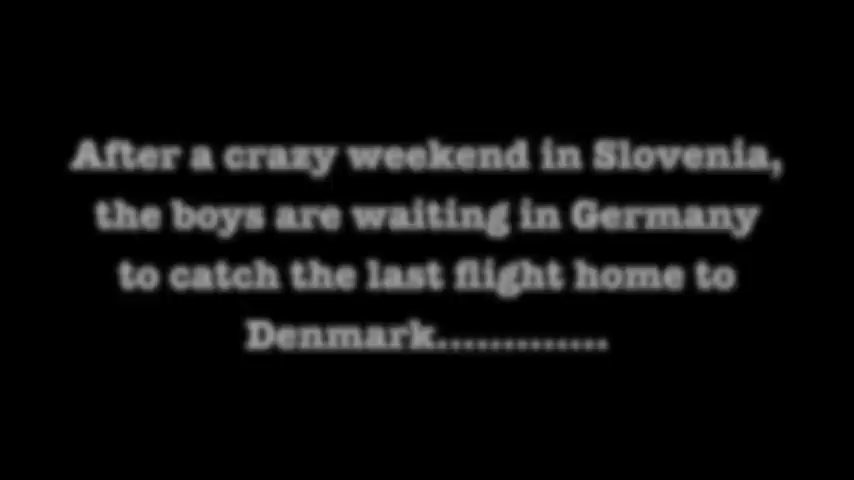 After a crazy weekend in Slovenia,
the boys are waiting in Germany
to catch the last flight home to
Denmark.............